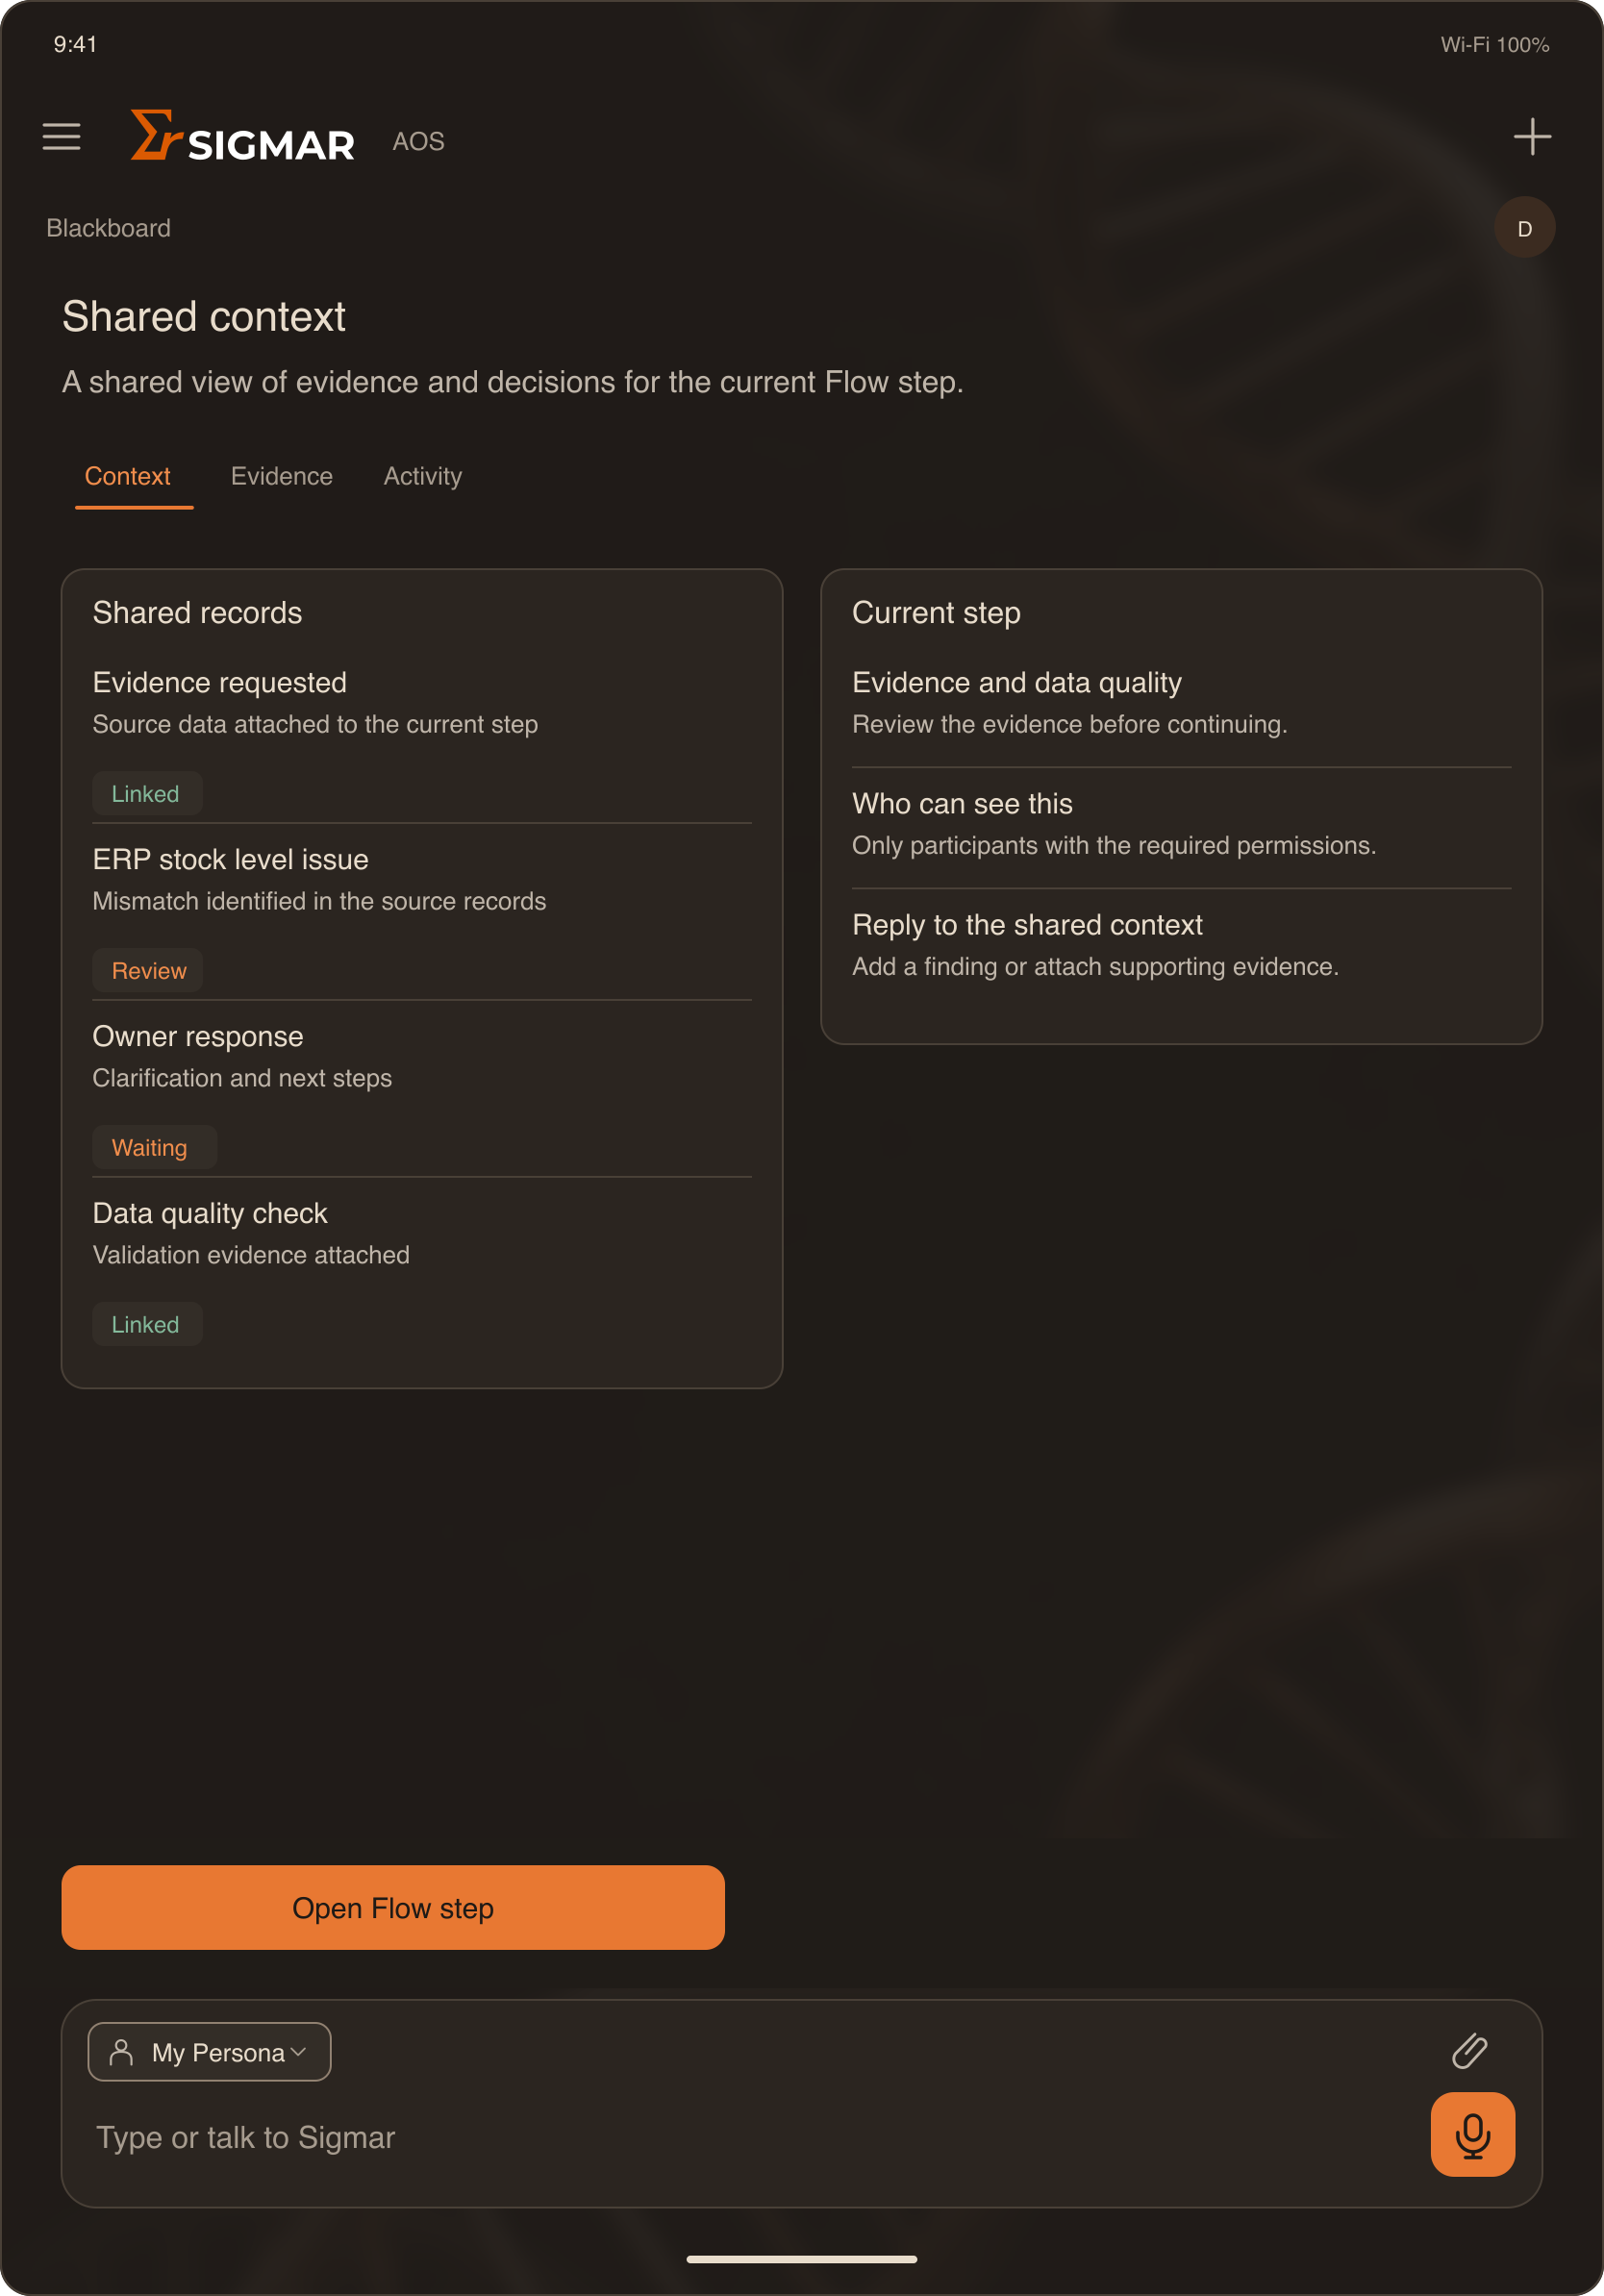 9:41
Wi-Fi 100%
Σr SIGMAR AOS
Blackboard
D
Shared context
A shared view of evidence and decisions for the current Flow step.
Context
Evidence
Activity
Shared records
Evidence requested
Source data attached to the current step
Linked
ERP stock level issue
Mismatch identified in the source records
Review
Owner response
Clarification and next steps
Waiting
Data quality check
Validation evidence attached
Linked
Current step
Evidence and data quality
Review the evidence before continuing.
Who can see this
Only participants with the required permissions.
Reply to the shared context
Add a finding or attach supporting evidence.
Open Flow step
My Persona
Type or talk to Sigmar